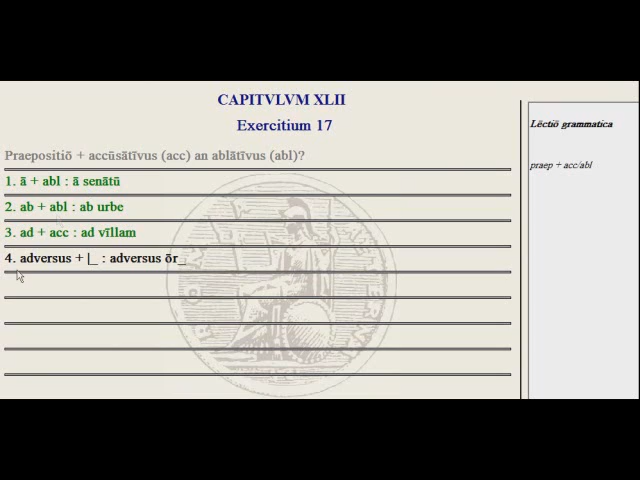 CAPITVLVM XLII
Exercitium 17
Praepositiō + accūsātīvus (acc) an ablātīvus (abl)?
1. ā + abl : ā senātū
2. ab + abl : ab urbe
3. ad + acc : ad vīllam
4. adversus + |_ : adversus ōr_
Lēctiō grammatica
praep + acc/abl